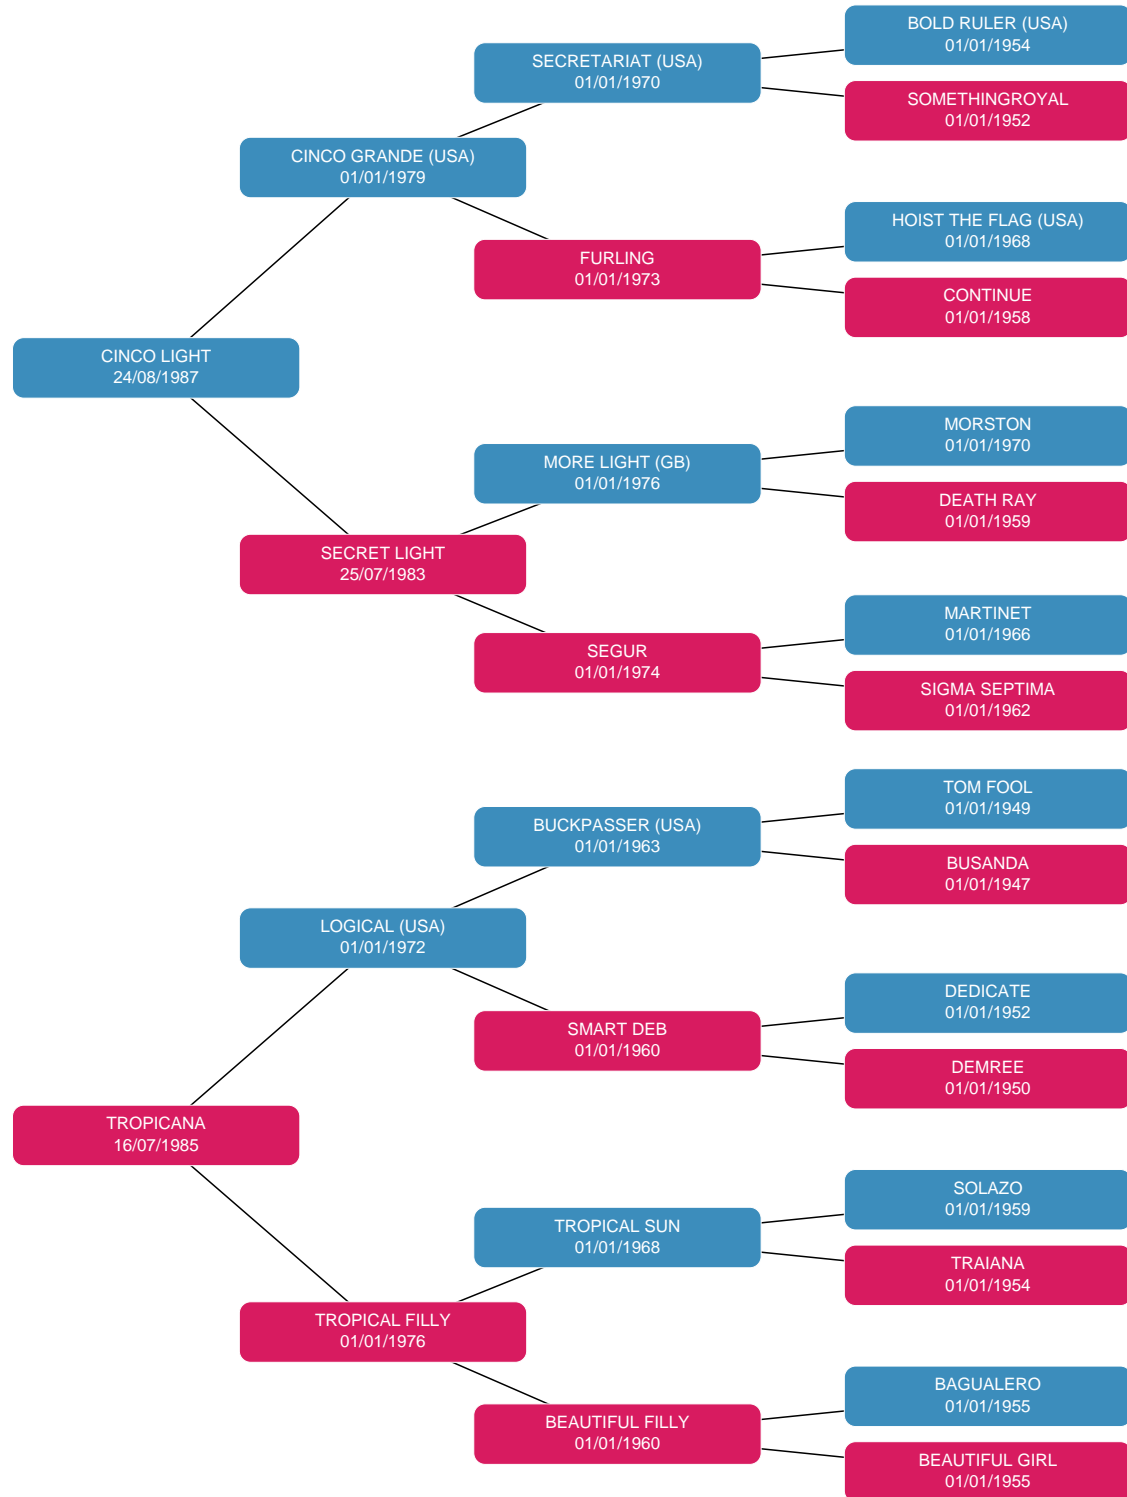 BOLD RULER (USA)
01/01/1954
SECRETARIAT (USA)
01/01/1970
SOMETHINGROYAL
01/01/1952
CINCO GRANDE (USA)
01/01/1979
HOIST THE FLAG (USA)
01/01/1968
FURLING
01/01/1973
CONTINUE
01/01/1958
CINCO LIGHT
24/08/1987
MORSTON
01/01/1970
MORE LIGHT (GB)
01/01/1976
DEATH RAY
01/01/1959
SECRET LIGHT
25/07/1983
MARTINET
01/01/1966
SEGUR
01/01/1974
SIGMA SEPTIMA
01/01/1962
TOM FOOL
01/01/1949
BUCKPASSER (USA)
01/01/1963
BUSANDA
01/01/1947
LOGICAL (USA)
01/01/1972
DEDICATE
01/01/1952
SMART DEB
01/01/1960
DEMREE
01/01/1950
TROPICANA
16/07/1985
SOLAZO
01/01/1959
TROPICAL SUN
01/01/1968
TRAIANA
01/01/1954
TROPICAL FILLY
01/01/1976
BAGUALERO
01/01/1955
BEAUTIFUL FILLY
01/01/1960
BEAUTIFUL GIRL
01/01/1955